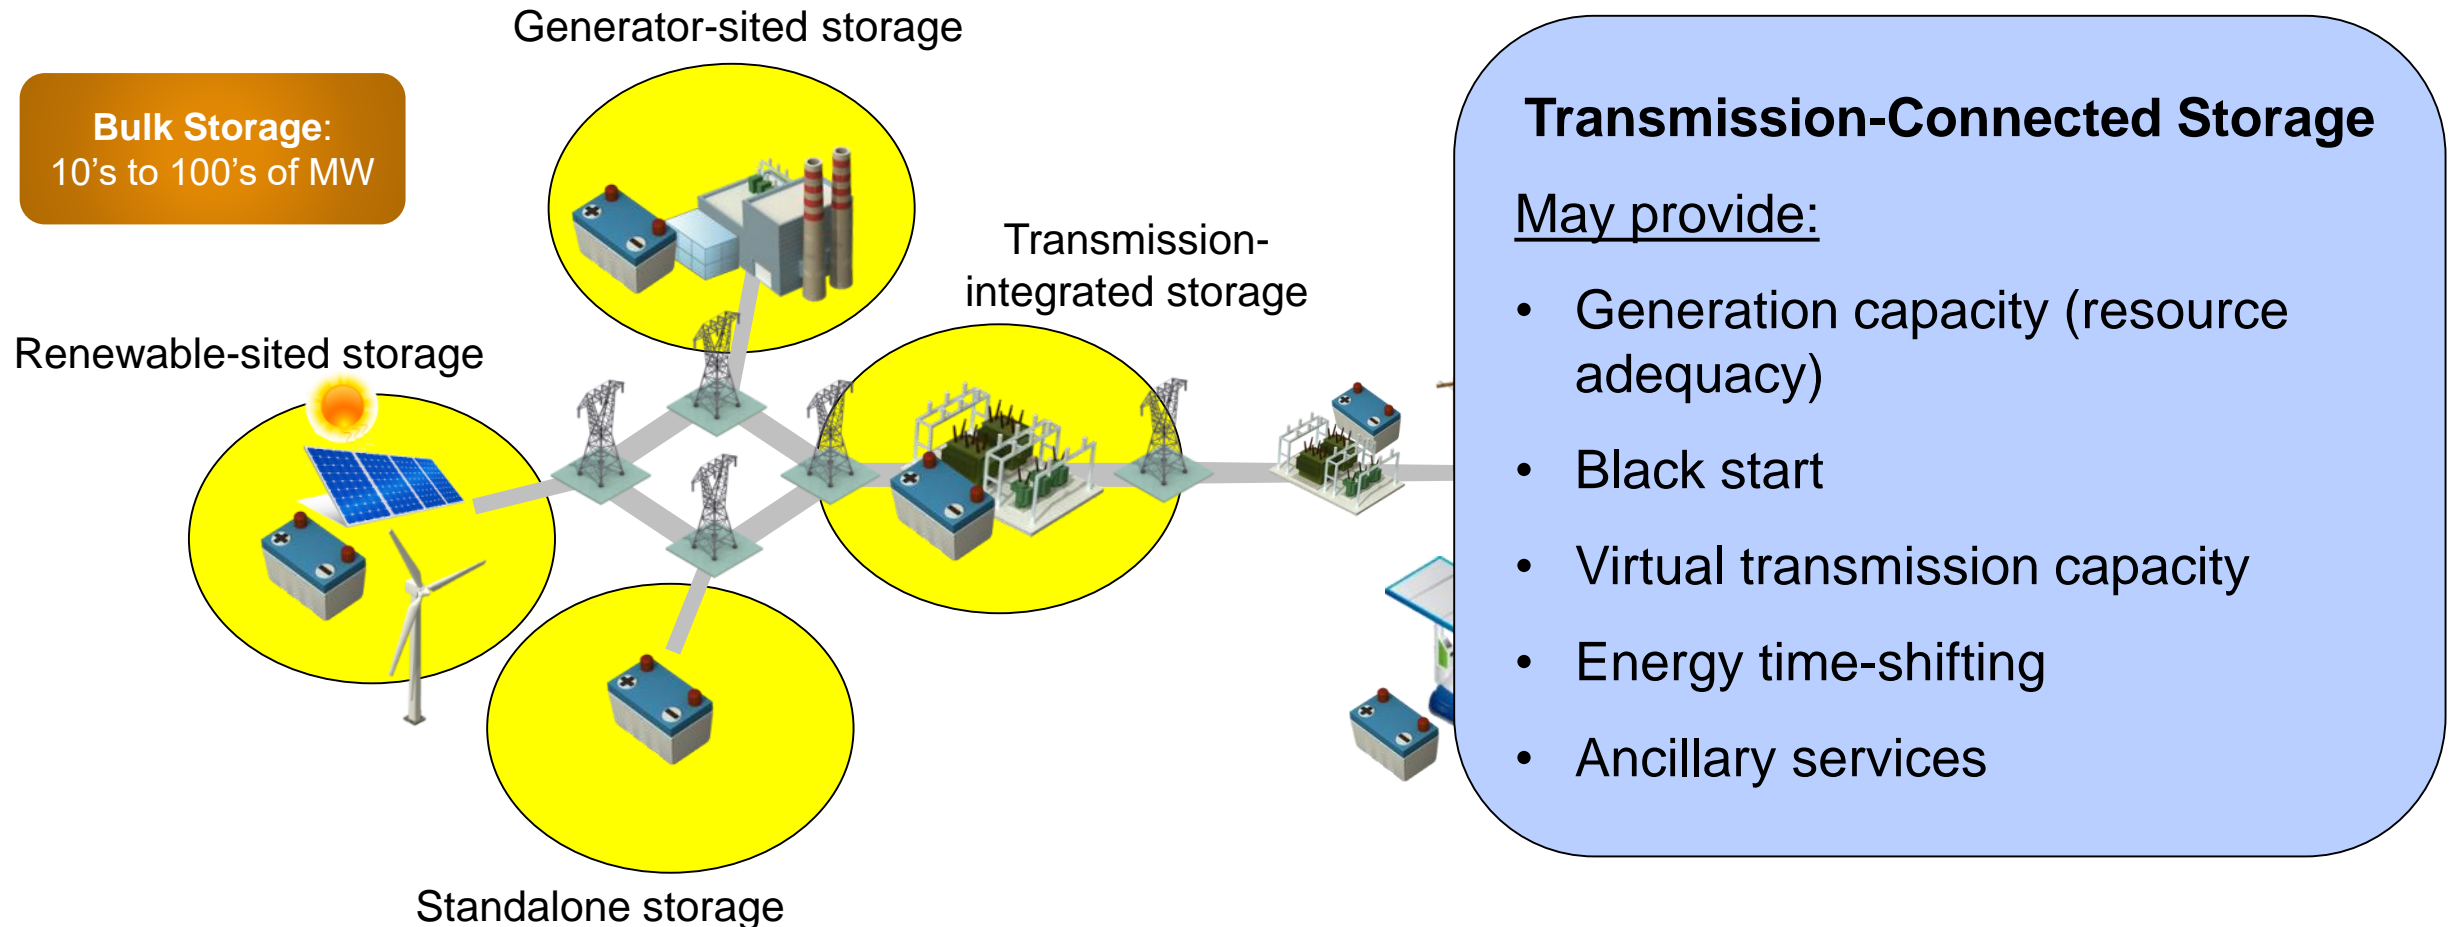 Generator-sited storage
Bulk Storage:
10’s to 100’s of MW
Transmission-
integrated storage
Renewable-sited storage
Standalone storage
Transmission-Connected Storage
May provide:
• Generation capacity (resource
adequacy)
• Black start
• Virtual transmission capacity
• Energy time-shifting
• Ancillary services